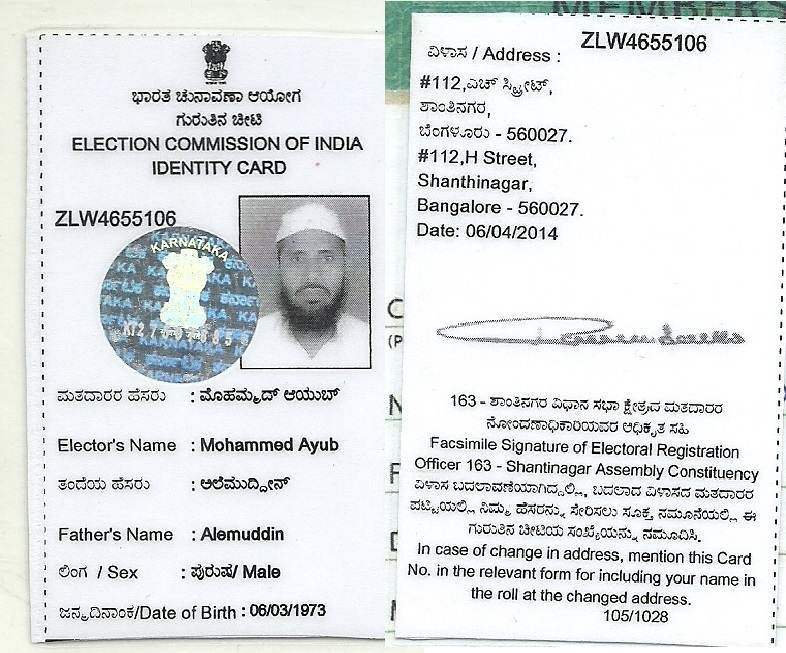 ಭಾರತ ಚುನಾವಣಾ ಆಯೋಗ
ಗುರುತಿನ ಚೀಟಿ
ELECTION COMMISSION OF INDIA
IDENTITY CARD
ZLW4655106
KARNATAKA
ಮತದಾರರ ಹೆಸರು : ಮೊಹಮ್ಮದ್ ಆಯುಬ್
Elector's Name : Mohammed Ayub
ತಂದೆಯ ಹೆಸರು : ಅಲೆಮುದ್ದೀನ್
Father's Name : Alemuddin
ಲಿಂಗ / Sex : ಪುರುಷ/ Male
ಜನ್ಮದಿನಾಂಕ/Date of Birth : 06/03/1973
MEMBERS
ZLW4655106
ವಿಳಾಸ / Address :
#112,ಎಚ್ ಸ್ಟ್ರೀಟ್,
ಶಾಂತಿನಗರ,
ಬೆಂಗಳೂರು - 560027.
#112,H Street,
Shanthinagar,
Bangalore - 560027.
Date: 06/04/2014
163 - ಶಾಂತಿನಗರ ವಿಧಾನ ಸಭಾ ಕ್ಷೇತ್ರದ ಮತದಾರರ
ನೋಂದಣಾಧಿಕಾರಿಯವರ ಅಧಿಕೃತ ಸಹಿ
Facsimile Signature of Electoral Registration
Officer 163 - Shantinagar Assembly Constituency
ವಿಳಾಸ ಬದಲಾವಣೆಯಾಗಿದ್ದಲ್ಲಿ, ಬದಲಾದ ವಿಳಾಸದ ಮತದಾರರ
ಪಟ್ಟಿಯಲ್ಲಿ ನಿಮ್ಮ ಹೆಸರನ್ನು ಸೇರಿಸಲು ಸೂಕ್ತ ನಮೂನೆಯಲ್ಲಿ ಈ
ಗುರುತಿನ ಚೀಟಿಯ ಸಂಖ್ಯೆಯನ್ನು ನಮೂದಿಸಿ.
In case of change in address, mention this Card
No. in the relevant form for including your name in
the roll at the changed address.
105/1028